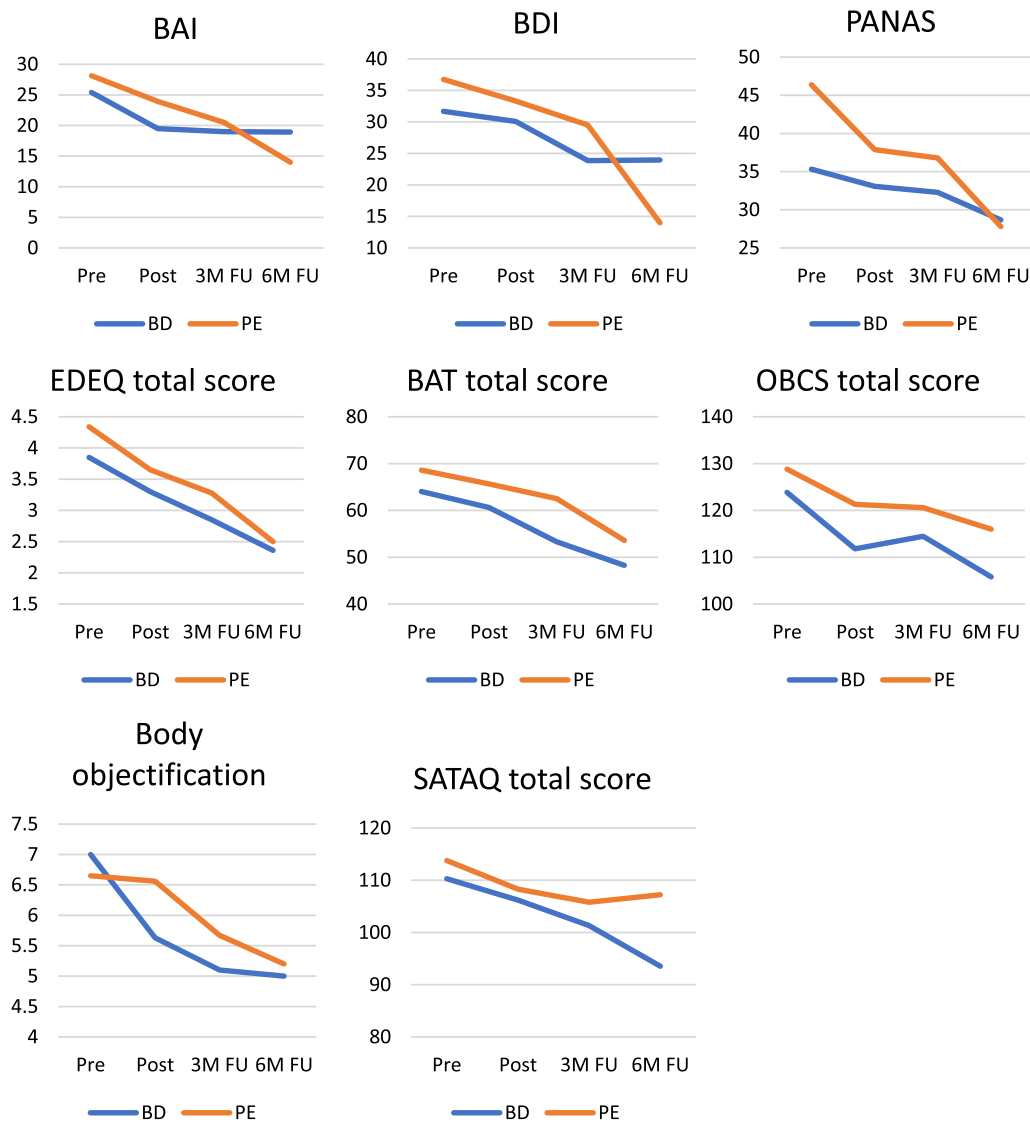 BAI
30
25
20
15
10
5
0
Pre Post 3M FU 6M FU
BD PE
BDI
40
35
30
25
20
15
10
Pre Post 3M FU 6M FU
BD PE
PANAS
50
45
40
35
30
25
Pre Post 3M FU 6M FU
BD PE
EDEQ total score
4.5
4
3.5
3
2.5
2
1.5
Pre Post 3M FU 6M FU
BD PE
BAT total score
80
70
60
50
40
Pre Post 3M FU 6M FU
BD PE
OBCS total score
140
130
120
110
100
Pre Post 3M FU 6M FU
BD PE
Body
objectification
7.5
7
6.5
6
5.5
5
4.5
4
Pre Post 3M FU 6M FU
BD PE
SATAQ total score
120
110
100
90
80
Pre Post 3M FU 6M FU
BD PE